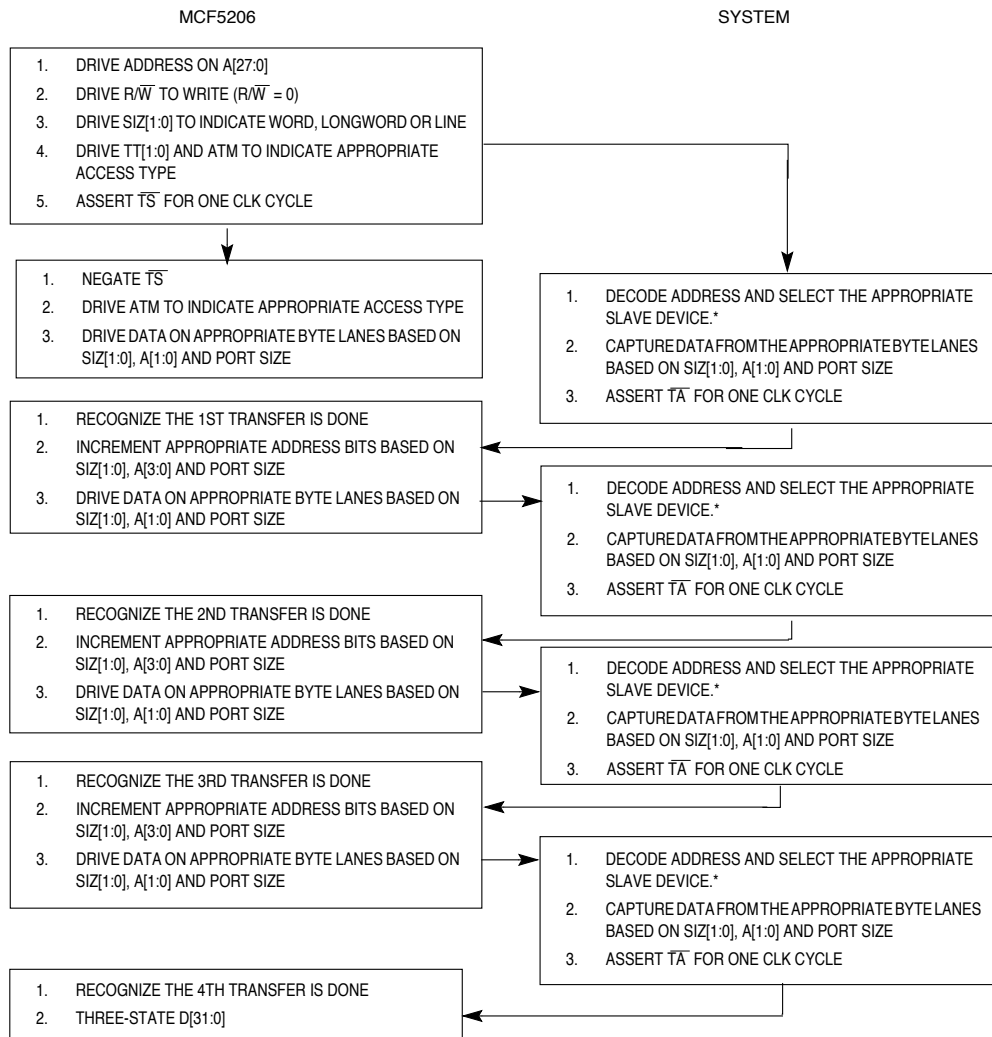 MCF5206
SYSTEM
1. DRIVE ADDRESS ON A[27:0]
2. DRIVE R/W̅ TO WRITE (R/W̅ = 0)
3. DRIVE SIZ[1:0] TO INDICATE WORD, LONGWORD OR LINE
4. DRIVE TT[1:0] AND ATM TO INDICATE APPROPRIATE
ACCESS TYPE
5. ASSERT T̅S̅ FOR ONE CLK CYCLE
1. NEGATE T̅S̅
2. DRIVE ATM TO INDICATE APPROPRIATE ACCESS TYPE
3. DRIVE DATA ON APPROPRIATE BYTE LANES BASED ON
SIZ[1:0], A[1:0] AND PORT SIZE
1. DECODE ADDRESS AND SELECT THE APPROPRIATE
SLAVE DEVICE.*
2. CAPTURE DATA FROM THE APPROPRIATE BYTE LANES
BASED ON SIZ[1:0], A[1:0] AND PORT SIZE
3. ASSERT T̅A̅ FOR ONE CLK CYCLE
1. RECOGNIZE THE 1ST TRANSFER IS DONE
2. INCREMENT APPROPRIATE ADDRESS BITS BASED ON
SIZ[1:0], A[3:0] AND PORT SIZE
3. DRIVE DATA ON APPROPRIATE BYTE LANES BASED ON
SIZ[1:0], A[1:0] AND PORT SIZE
1. DECODE ADDRESS AND SELECT THE APPROPRIATE
SLAVE DEVICE.*
2. CAPTURE DATA FROM THE APPROPRIATE BYTE LANES
BASED ON SIZ[1:0], A[1:0] AND PORT SIZE
3. ASSERT T̅A̅ FOR ONE CLK CYCLE
1. RECOGNIZE THE 2ND TRANSFER IS DONE
2. INCREMENT APPROPRIATE ADDRESS BITS BASED ON
SIZ[1:0], A[3:0] AND PORT SIZE
3. DRIVE DATA ON APPROPRIATE BYTE LANES BASED ON
SIZ[1:0], A[1:0] AND PORT SIZE
1. DECODE ADDRESS AND SELECT THE APPROPRIATE
SLAVE DEVICE.*
2. CAPTURE DATA FROM THE APPROPRIATE BYTE LANES
BASED ON SIZ[1:0], A[1:0] AND PORT SIZE
3. ASSERT T̅A̅ FOR ONE CLK CYCLE
1. RECOGNIZE THE 3RD TRANSFER IS DONE
2. INCREMENT APPROPRIATE ADDRESS BITS BASED ON
SIZ[1:0], A[3:0] AND PORT SIZE
3. DRIVE DATA ON APPROPRIATE BYTE LANES BASED ON
SIZ[1:0], A[1:0] AND PORT SIZE
1. DECODE ADDRESS AND SELECT THE APPROPRIATE
SLAVE DEVICE.*
2. CAPTURE DATA FROM THE APPROPRIATE BYTE LANES
BASED ON SIZ[1:0], A[1:0] AND PORT SIZE
3. ASSERT T̅A̅ FOR ONE CLK CYCLE
1. RECOGNIZE THE 4TH TRANSFER IS DONE
2. THREE-STATE D[31:0]